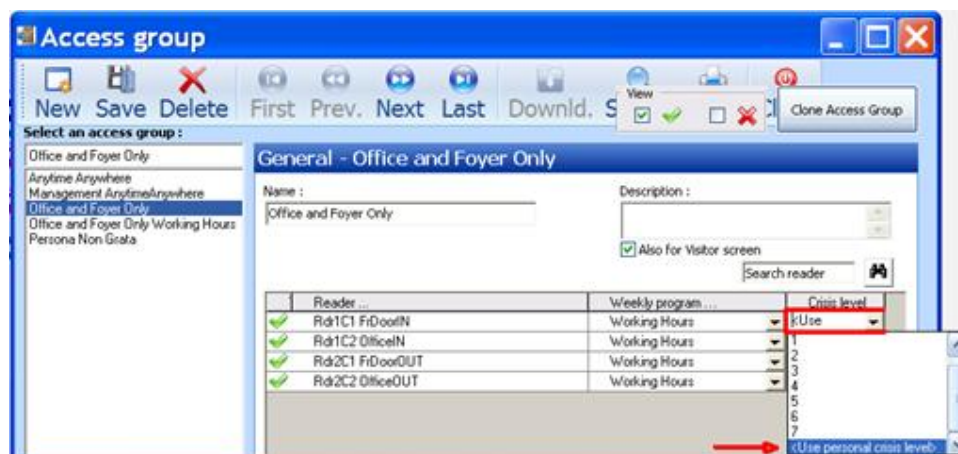 Access group
New Save Delete First Prev. Next Last Downld. S
View
Clone Access Group
Select an access group :
Office and Foyer Only
Anytime Anywhere
Management AnytimeAnywhere
Office and Foyer Only
Office and Foyer Only Working Hours
Persona Non Grata
General - Office and Foyer Only
Name :
Description :
Office and Foyer Only
Also for Visitor screen
Search reader
Reader ... Weekly program ... Crisis level
Rdr1C1 FrDoorIN Working Hours <Use
Rdr1C2 OfficeIN Working Hours
Rdr2C1 FrDoorOUT Working Hours
Rdr2C2 OfficeOUT Working Hours
1
2
3
4
5
6
7
<Use personal crisis level>